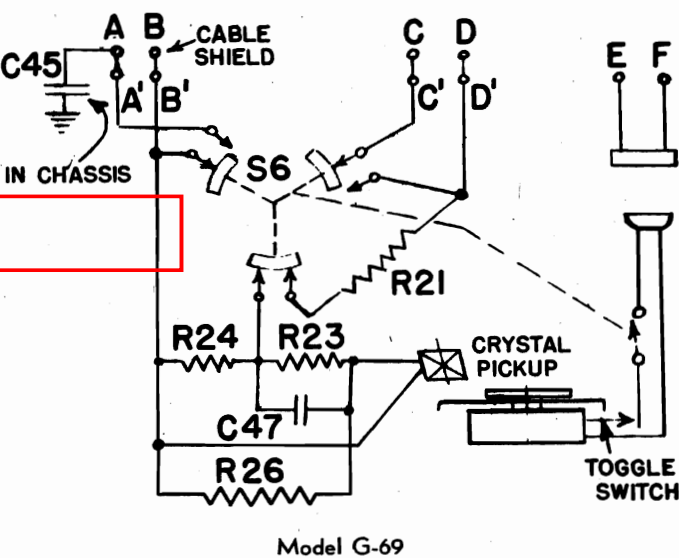 A B
CABLE
SHIELD
C D
E F
C45
A' B'
C' D'
IN CHASSIS
S6
R21
R24 R23
CRYSTAL
PICKUP
C47
R26
TOGGLE
SWITCH
Model G-69